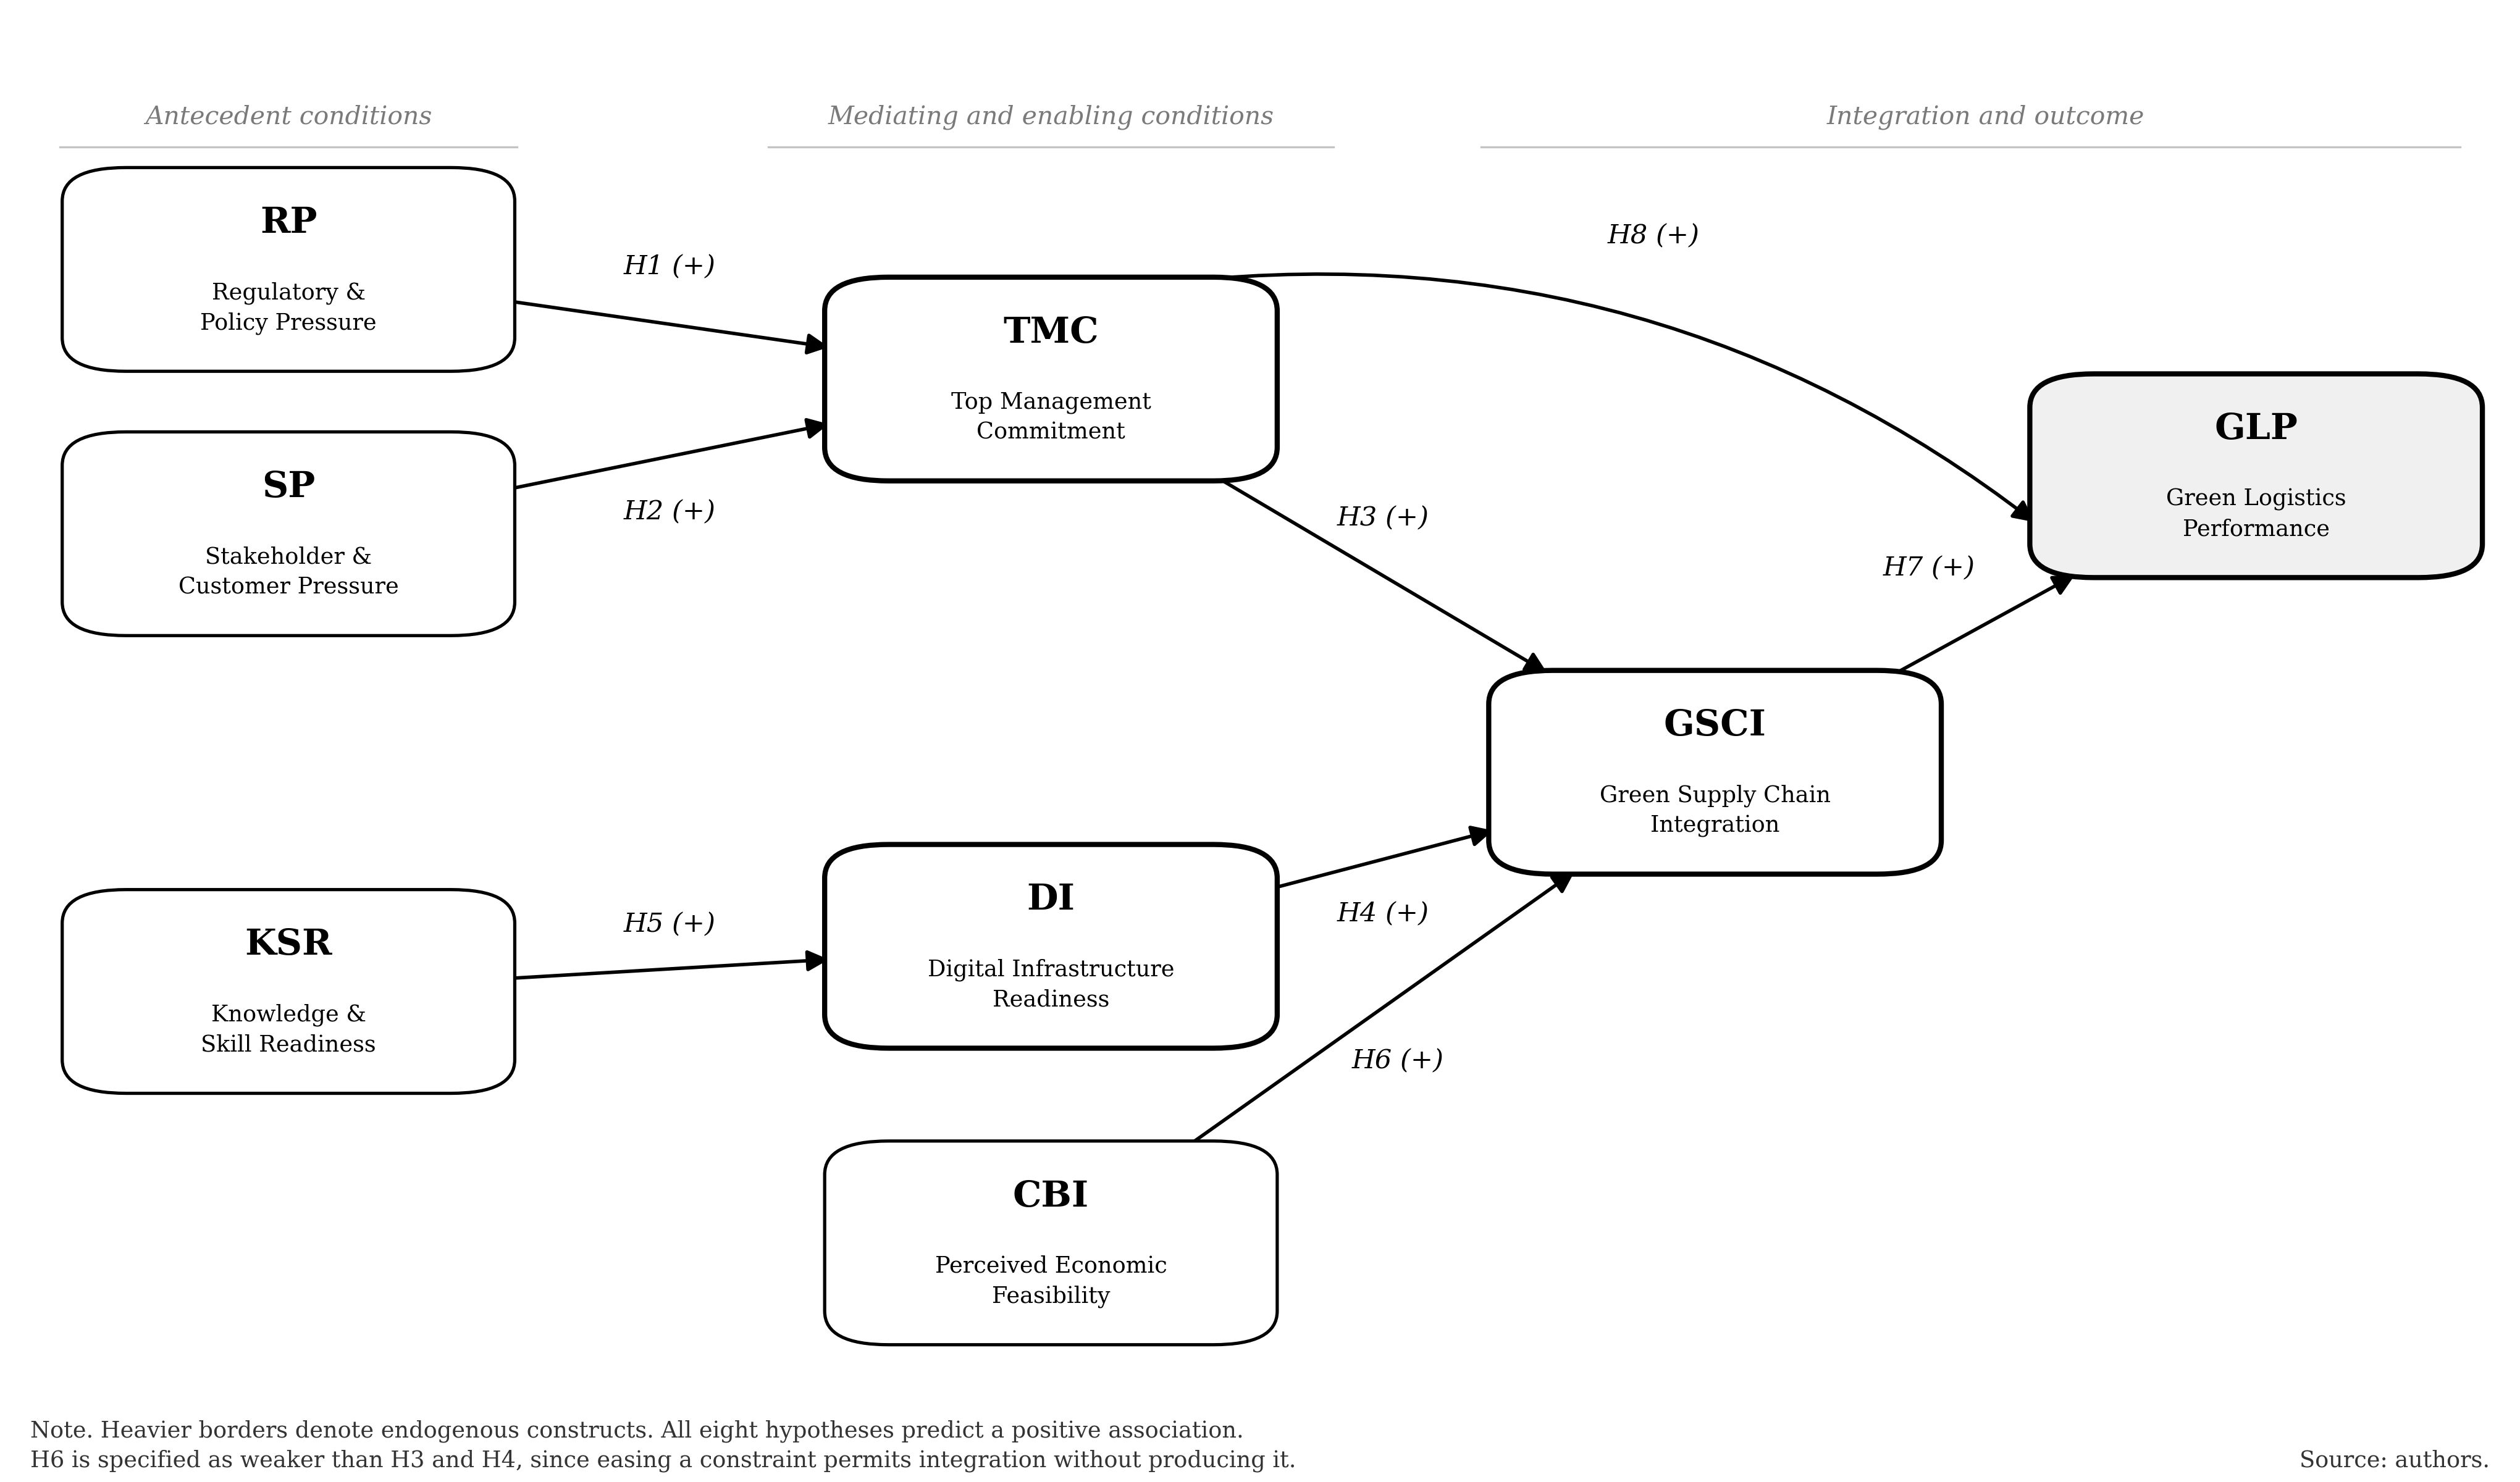 Antecedent conditions
Mediating and enabling conditions
Integration and outcome
RP
Regulatory &
Policy Pressure
H1 (+)
SP
Stakeholder &
Customer Pressure
H2 (+)
TMC
Top Management
Commitment
H8 (+)
H3 (+)
GLP
Green Logistics
Performance
H7 (+)
GSCI
Green Supply Chain
Integration
KSR
Knowledge &
Skill Readiness
H5 (+)
DI
Digital Infrastructure
Readiness
H4 (+)
H6 (+)
CBI
Perceived Economic
Feasibility
Note. Heavier borders denote endogenous constructs. All eight hypotheses predict a positive association.
H6 is specified as weaker than H3 and H4, since easing a constraint permits integration without producing it.
Source: authors.